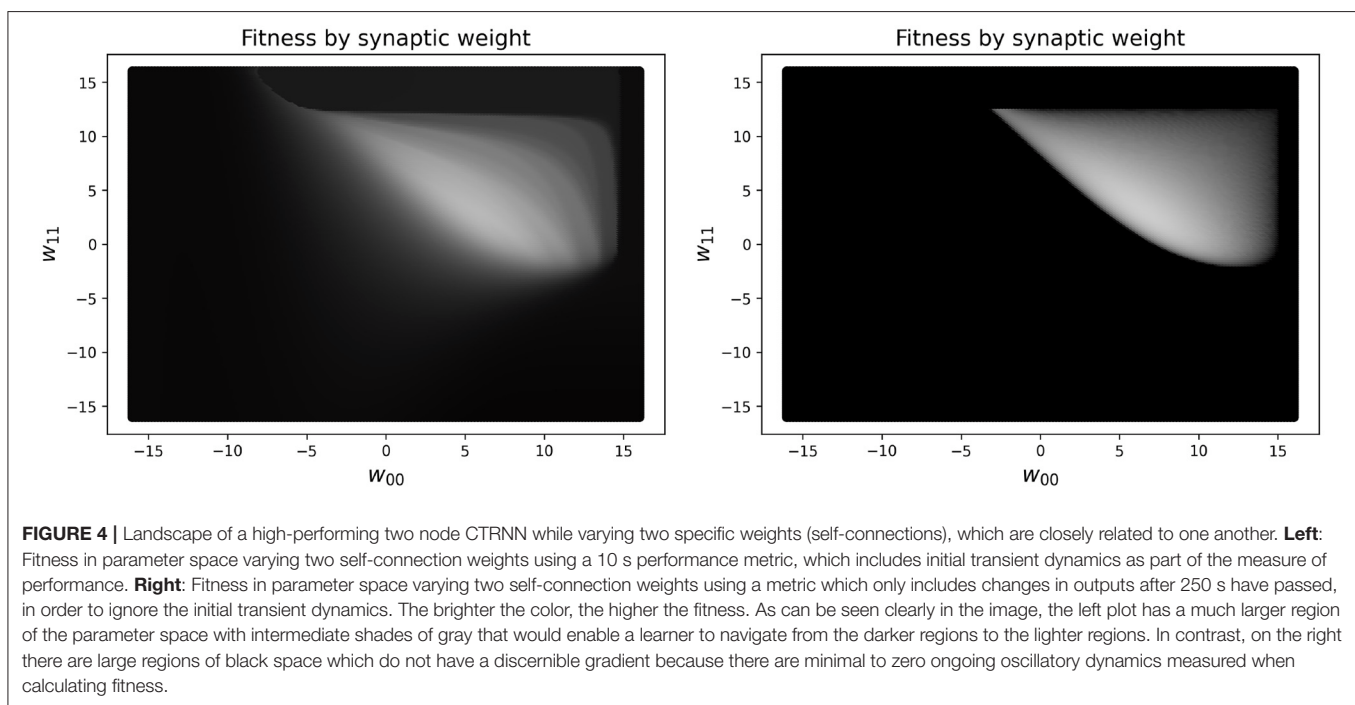 Fitness by synaptic weight
15
10
5
0
−5
−10
−15
w11
−15
−10
−5
0
5
10
15
w00
Fitness by synaptic weight
15
10
5
0
−5
−10
−15
w11
−15
−10
−5
0
5
10
15
w00
FIGURE 4 | Landscape of a high-performing two node CTRNN while varying two specific weights (self-connections), which are closely related to one another. Left:
Fitness in parameter space varying two self-connection weights using a 10 s performance metric, which includes initial transient dynamics as part of the measure of
performance. Right: Fitness in parameter space varying two self-connection weights using a metric which only includes changes in outputs after 250 s have passed,
in order to ignore the initial transient dynamics. The brighter the color, the higher the fitness. As can be seen clearly in the image, the left plot has a much larger region
of the parameter space with intermediate shades of gray that would enable a learner to navigate from the darker regions to the lighter regions. In contrast, on the right
there are large regions of black space which do not have a discernible gradient because there are minimal to zero ongoing oscillatory dynamics measured when
calculating fitness.